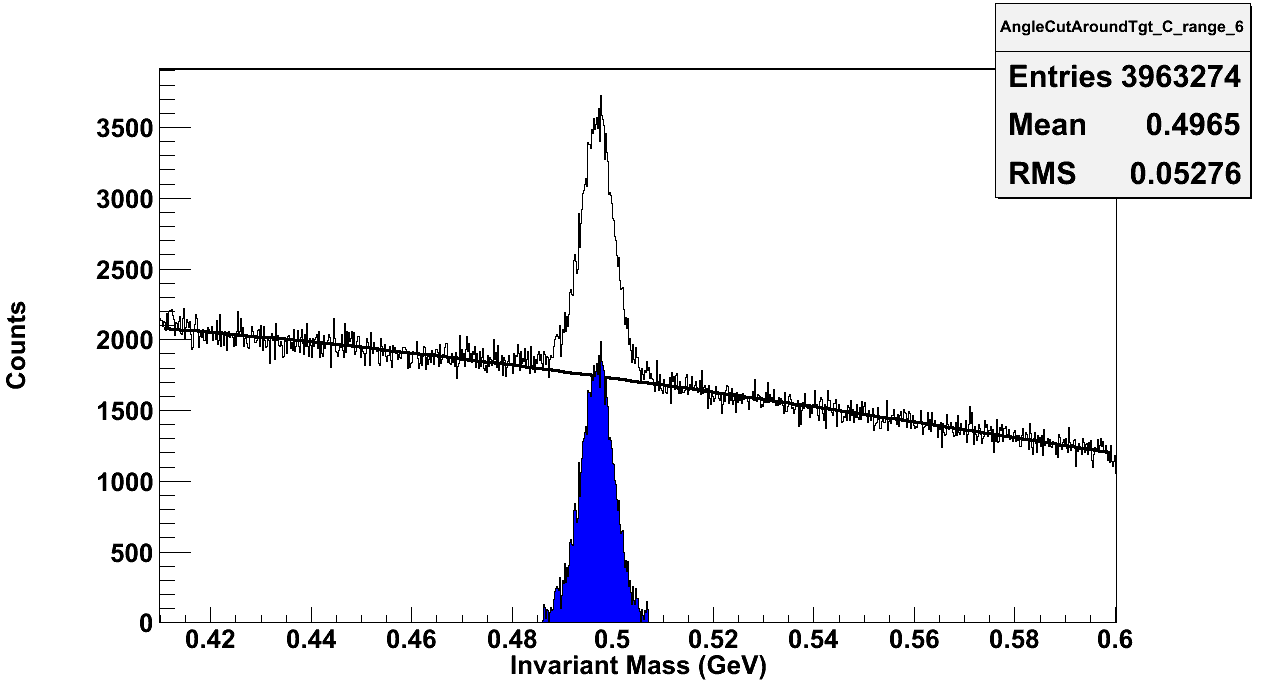 AngleCutAroundTgt_C_range_6
Entries 3963274
Mean 0.4965
RMS 0.05276
Counts
3500
3000
2500
2000
1500
1000
500
0
0.42 0.44 0.46 0.48 0.5 0.52 0.54 0.56 0.58 0.6
Invariant Mass (GeV)